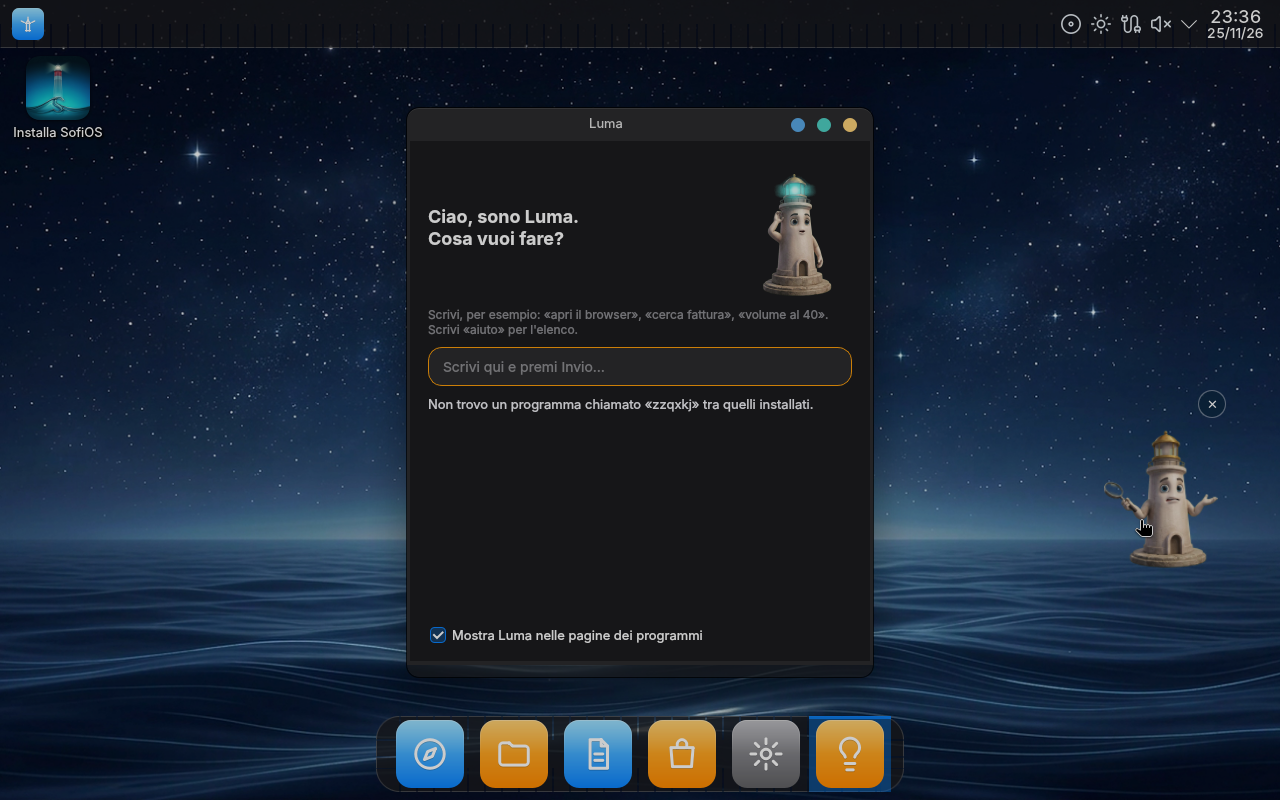 23:36
25/11/26
Installa SofiOS
Luma
Ciao, sono Luma.
Cosa vuoi fare?
Scrivi, per esempio: «apri il browser», «cerca fattura», «volume al 40».
Scrivi «aiuto» per l'elenco.
Scrivi qui e premi Invio...
Non trovo un programma chiamato «zzqxkj» tra quelli installati.
Mostra Luma nelle pagine dei programmi